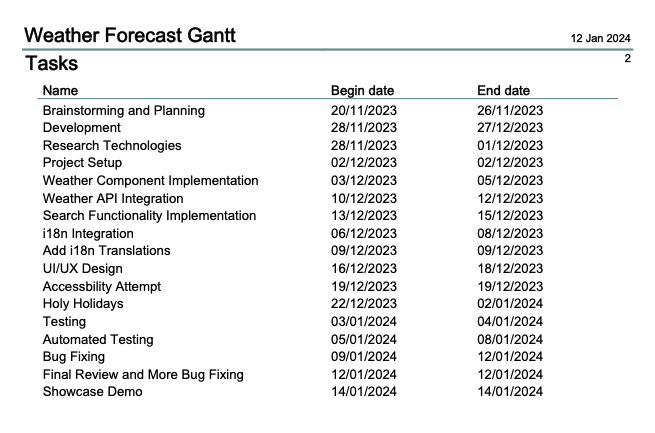 Weather Forecast Gantt 12 Jan 2024
Tasks 2
Name Begin date End date
Brainstorming and Planning 20/11/2023 26/11/2023
Development 28/11/2023 27/12/2023
Research Technologies 28/11/2023 01/12/2023
Project Setup 02/12/2023 02/12/2023
Weather Component Implementation 03/12/2023 05/12/2023
Weather API Integration 10/12/2023 12/12/2023
Search Functionality Implementation 13/12/2023 15/12/2023
i18n Integration 06/12/2023 08/12/2023
Add i18n Translations 09/12/2023 09/12/2023
UI/UX Design 16/12/2023 18/12/2023
Accessbility Attempt 19/12/2023 19/12/2023
Holy Holidays 22/12/2023 02/01/2024
Testing 03/01/2024 04/01/2024
Automated Testing 05/01/2024 08/01/2024
Bug Fixing 09/01/2024 12/01/2024
Final Review and More Bug Fixing 12/01/2024 12/01/2024
Showcase Demo 14/01/2024 14/01/2024